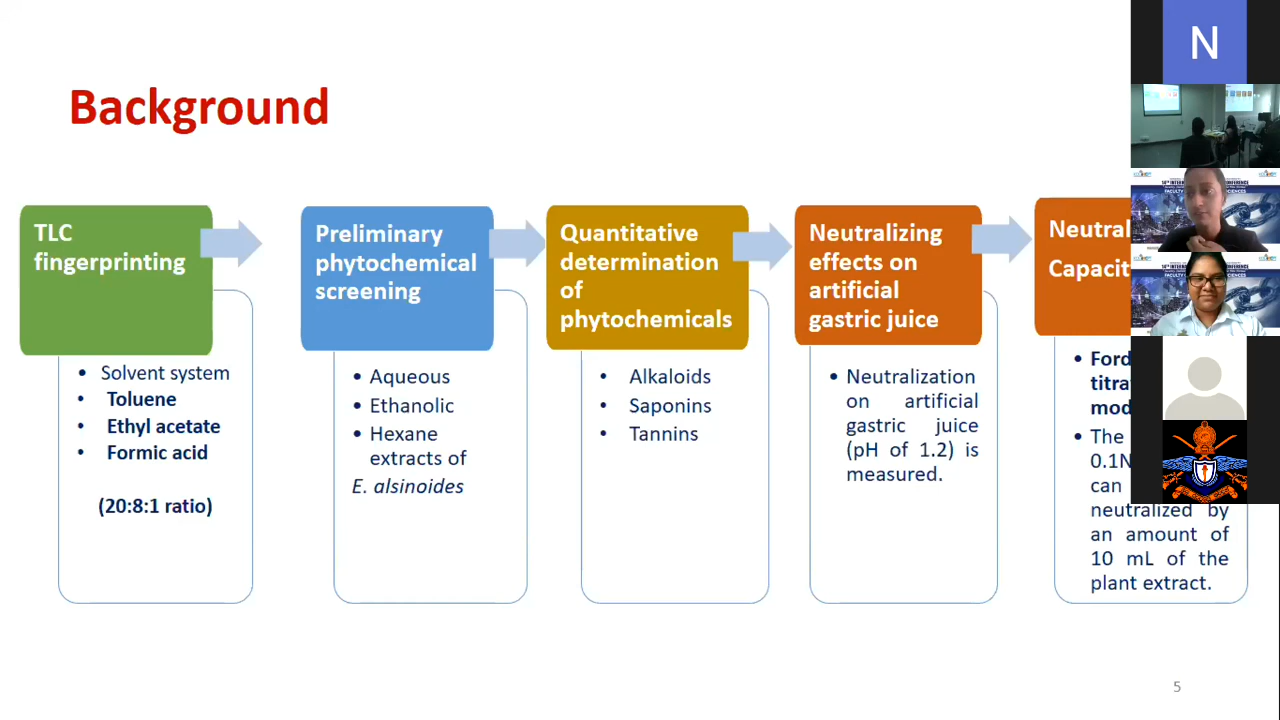 Background
N
TLC
fingerprinting
• Solvent system
• Toluene
• Ethyl acetate
• Formic acid
(20:8:1 ratio)
Preliminary
phytochemical
screening
• Aqueous
• Ethanolic
• Hexane
extracts of
E. alsinoides
Quantitative
determination
of
phytochemicals
• Alkaloids
• Saponins
• Tannins
Neutralizing
effects on
artificial
gastric juice
• Neutralization
on artificial
gastric juice
(pH of 1.2) is
measured.
Neutral
Capacit
• Ford
titra
mod
• The
0.1N
can
neutralized by
an amount of
10 mL of the
plant extract.
5